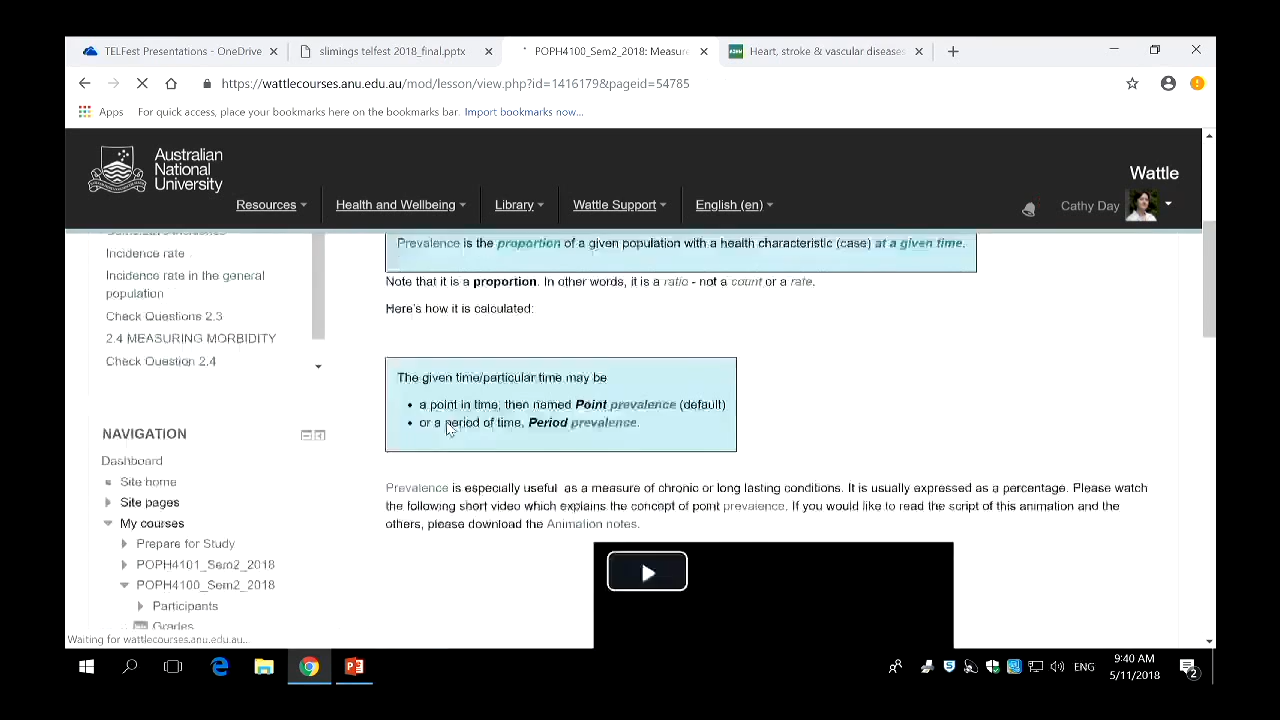 TELFest Presentations - OneDrive
slimings telfest 2018_final.pptx
POPH4100_Sem2_2018: Measur
Heart, stroke & vascular diseases
https://wattlecourses.anu.edu.au/mod/lesson/view.php?id=1416179&pageid=54785
Apps
For quick access, place your bookmarks here on the bookmarks bar. Import bookmarks now...
Australian
National
University
Wattle
Resources
Health and Wellbeing
Library
Wattle Support
English (en)
Cathy Day
Incidence rate
Incidence rate in the general
population
Check Questions 2.3
2.4 MEASURING MORBIDITY
Check Question 2.4
NAVIGATION
Dashboard
Site home
Site pages
My courses
Prepare for Study
POPH4101_Sem2_2018
POPH4100_Sem2_2018
Participants
Grades
Prevalence is the proportion of a given population with a health characteristic (case) at a given time.
Note that it is a proportion. In other words, it is a ratio - not a count or a rate.
Here's how it is calculated:
The given time/particular time may be
• a point in time, then named Point prevalence (default)
• or a period of time, Period prevalence.
Prevalence is especially useful as a measure of chronic or long lasting conditions. It is usually expressed as a percentage. Please watch
the following short video which explains the concept of point prevalence. If you would like to read the script of this animation and the
others, please download the Animation notes.
Waiting for wattlecourses.anu.edu.au...
ENG
9:40 AM
5/11/2018
2